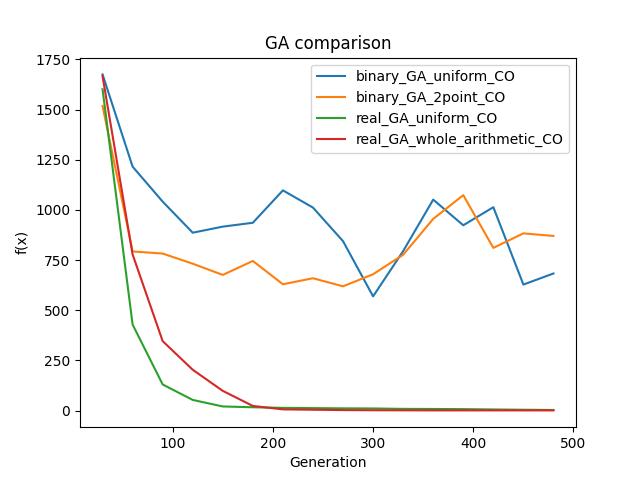 GA comparison
1750
1500
1250
1000
750
500
250
0
f(x)
binary_GA_uniform_CO
binary_GA_2point_CO
real_GA_uniform_CO
real_GA_whole_arithmetic_CO
100
200
300
400
500
Generation